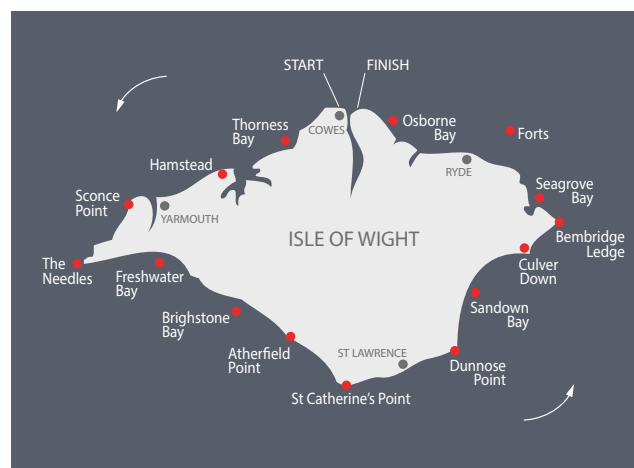 START
FINISH
COWES
Thorness
Bay
Osborne
Bay
Forts
Hamstead
RYDE
Sconce
Point
YARMOUTH
Seagrove
Bay
ISLE OF WIGHT
Bembridge
Ledge
The
Needles
Freshwater
Bay
Culver
Down
Brighstone
Bay
Sandown
Bay
Atherfield
Point
ST LAWRENCE
Dunnose
Point
St Catherine's Point